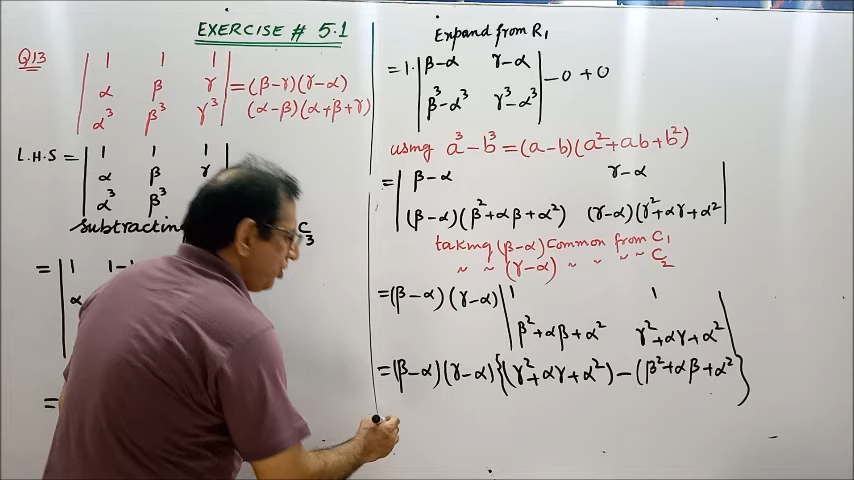 EXERCISE # 5.1
Q13
| 1 1 1 |
| α β γ | = (β-γ)(γ-α)
| α³ β³ γ³ | (α-β)(α+β+γ)
L.H.S = | 1 1 1 |
| α β γ
| α³ β³
Subtracting C₃
= | 1 1-1
α
=
Expand from R₁
= 1. | β-α γ-α | -0 + 0
| β³-α³ γ³-α³ |
using a³-b³=(a-b)(a²+ab+b²)
= | β-α γ-α |
| (β-α)(β²+αβ+α²) (γ-α)(γ²+αγ+α² |
taking (β-α) Common from C₁
〃 〃 (γ-α) 〃 〃 〃 〃 C₂
= (β-α)(γ-α) | 1 1 |
| β²+αβ+α² γ²+αγ+α² |
= (β-α)(γ-α){(γ²+αγ+α²)-(β²+αβ+α²}